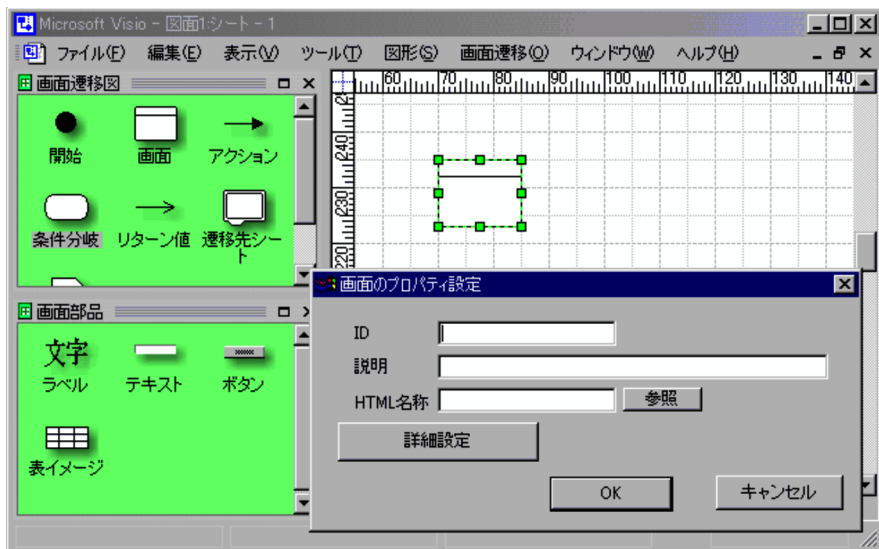 Microsoft Visio - 図面1:シート - 1
ファイル(F) 編集(E) 表示(V) ツール(T) 図形(S) 画面遷移(O) ウィンドウ(W) ヘルプ(H)
画面遷移図
60 70 80 90 100 110 120 130 140
240
230
220
開始 画面 アクション
条件分岐 リターン値 遷移先シート
画面部品
文字
ラベル テキスト ボタン
表イメージ
画面のプロパティ設定
ID
説明
HTML名称 参照
詳細設定
OK キャンセル